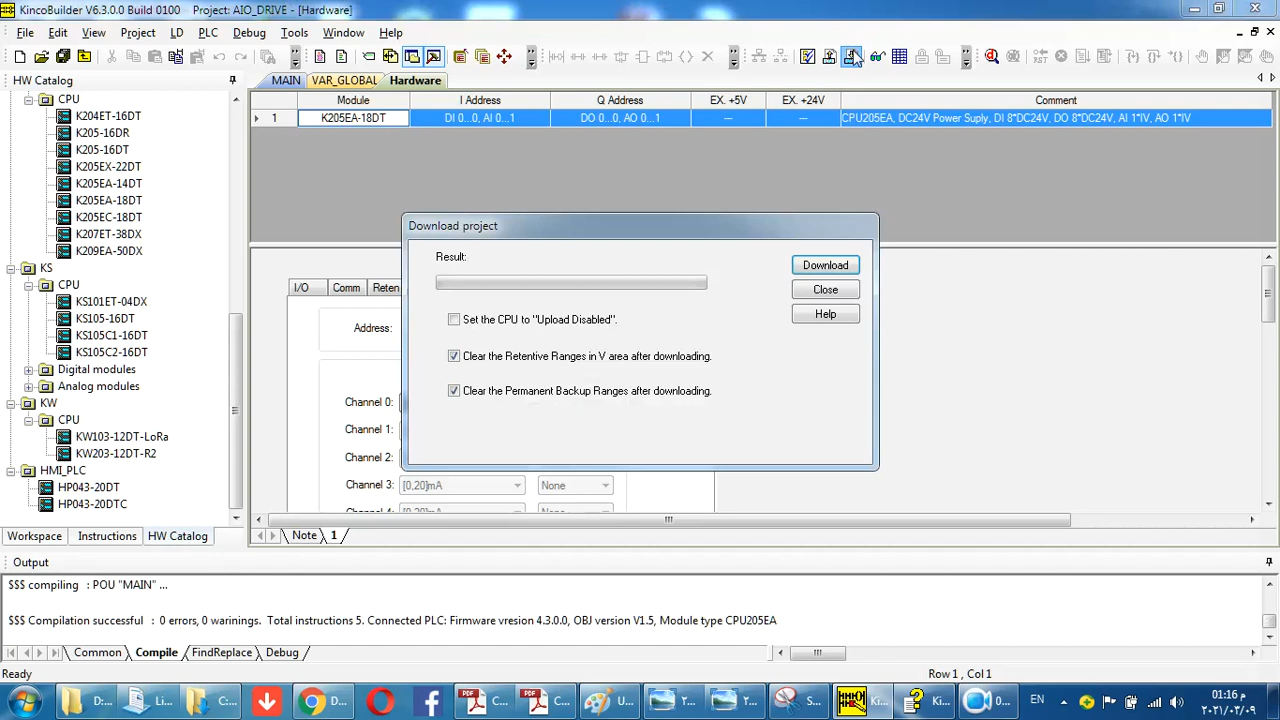 KincoBuilder V6.3.0.0 Build 0100   Project: AIO_DRIVE - [Hardware]
File Edit View Project LD PLC Debug Tools Window Help
HW Catalog
MAIN VAR_GLOBAL Hardware
Module I Address Q Address EX. +5V EX. +24V Comment
1 K205EA-18DT DI 0...0, AI 0...1 DO 0...0, AO 0...1 --- --- CPU205EA, DC24V Power Suply, DI 8*DC24V, DO 8*DC24V, AI 1*IV, AO 1*IV
CPU
K204ET-16DT
K205-16DR
K205-16DT
K205EX-22DT
K205EA-14DT
K205EA-18DT
K205EC-18DT
K207ET-38DX
K209EA-50DX
KS
CPU
KS101ET-04DX
KS105-16DT
KS105C1-16DT
KS105C2-16DT
Digital modules
Analog modules
KW
CPU
KW103-12DT-LoRa
KW203-12DT-R2
HMI_PLC
HP043-20DT
HP043-20DTC
Workspace Instructions HW Catalog
Download project
Result:
Download
Close
Help
Set the CPU to "Upload Disabled".
Clear the Retentive Ranges in V area after downloading.
Clear the Permanent Backup Ranges after downloading.
I/O Comm Reten
Address:
Channel 0:
Channel 1:
Channel 2:
Channel 3: [0,20]mA None
Note 1
Output
$$$ compiling : POU "MAIN" ...
$$$ Compilation successful : 0 errors, 0 warinings. Total instructions 5. Connected PLC: Firmware vresion 4.3.0.0, OBJ version V1.5, Module type CPU205EA
Common Compile FindReplace Debug
Ready
Row 1 , Col 1
D:... Li... C:... D... C... C... U... Y... Y... S... Ki... Ki... 0... EN
01:16 م
٢٠٢١/٠٣/٠٩